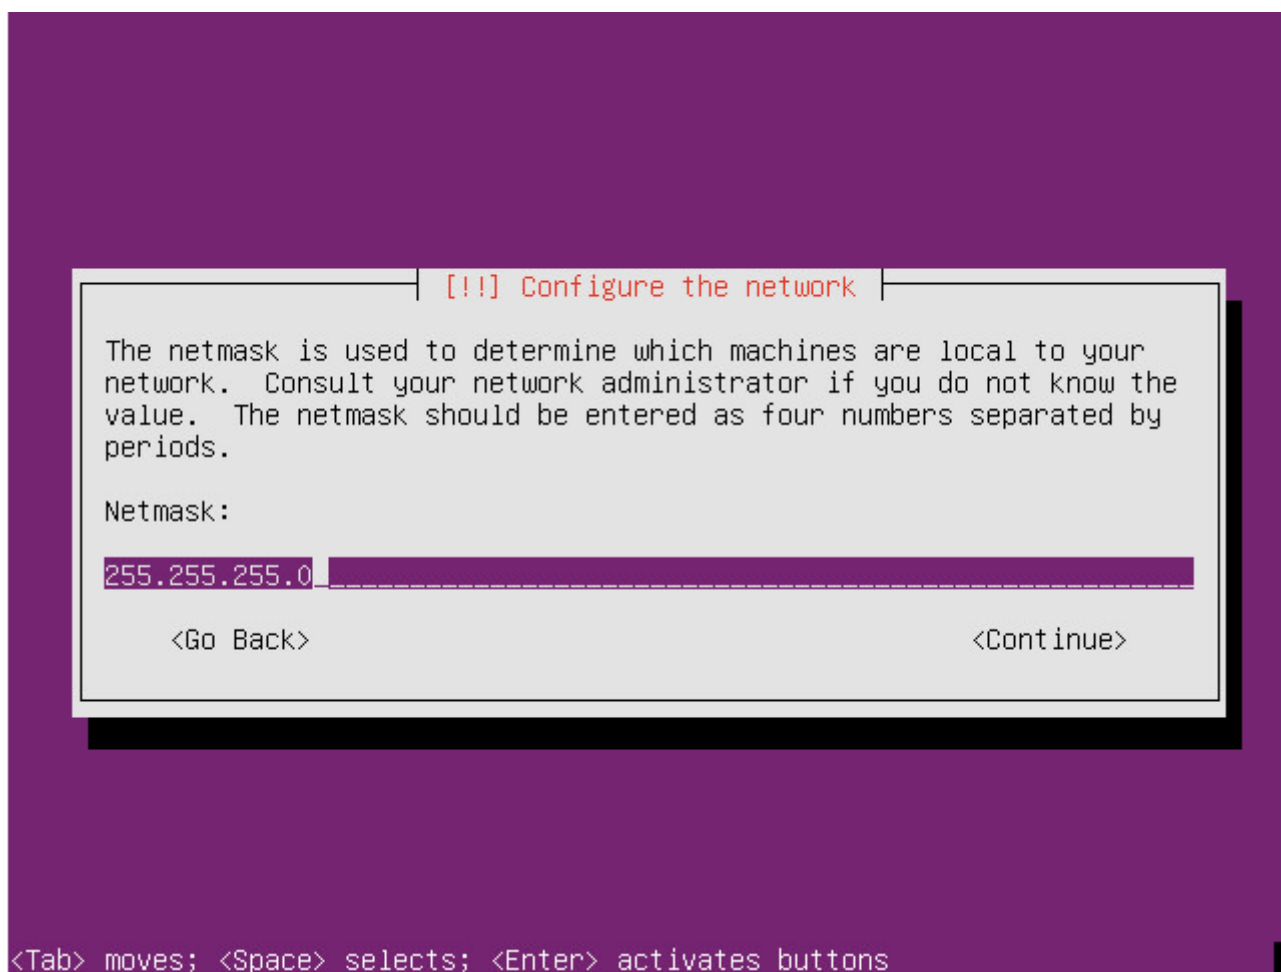 [!!] Configure the network
The netmask is used to determine which machines are local to your
network.  Consult your network administrator if you do not know the
value.  The netmask should be entered as four numbers separated by
periods.
Netmask:
255.255.255.0
<Go Back> <Continue>
<Tab> moves; <Space> selects; <Enter> activates buttons